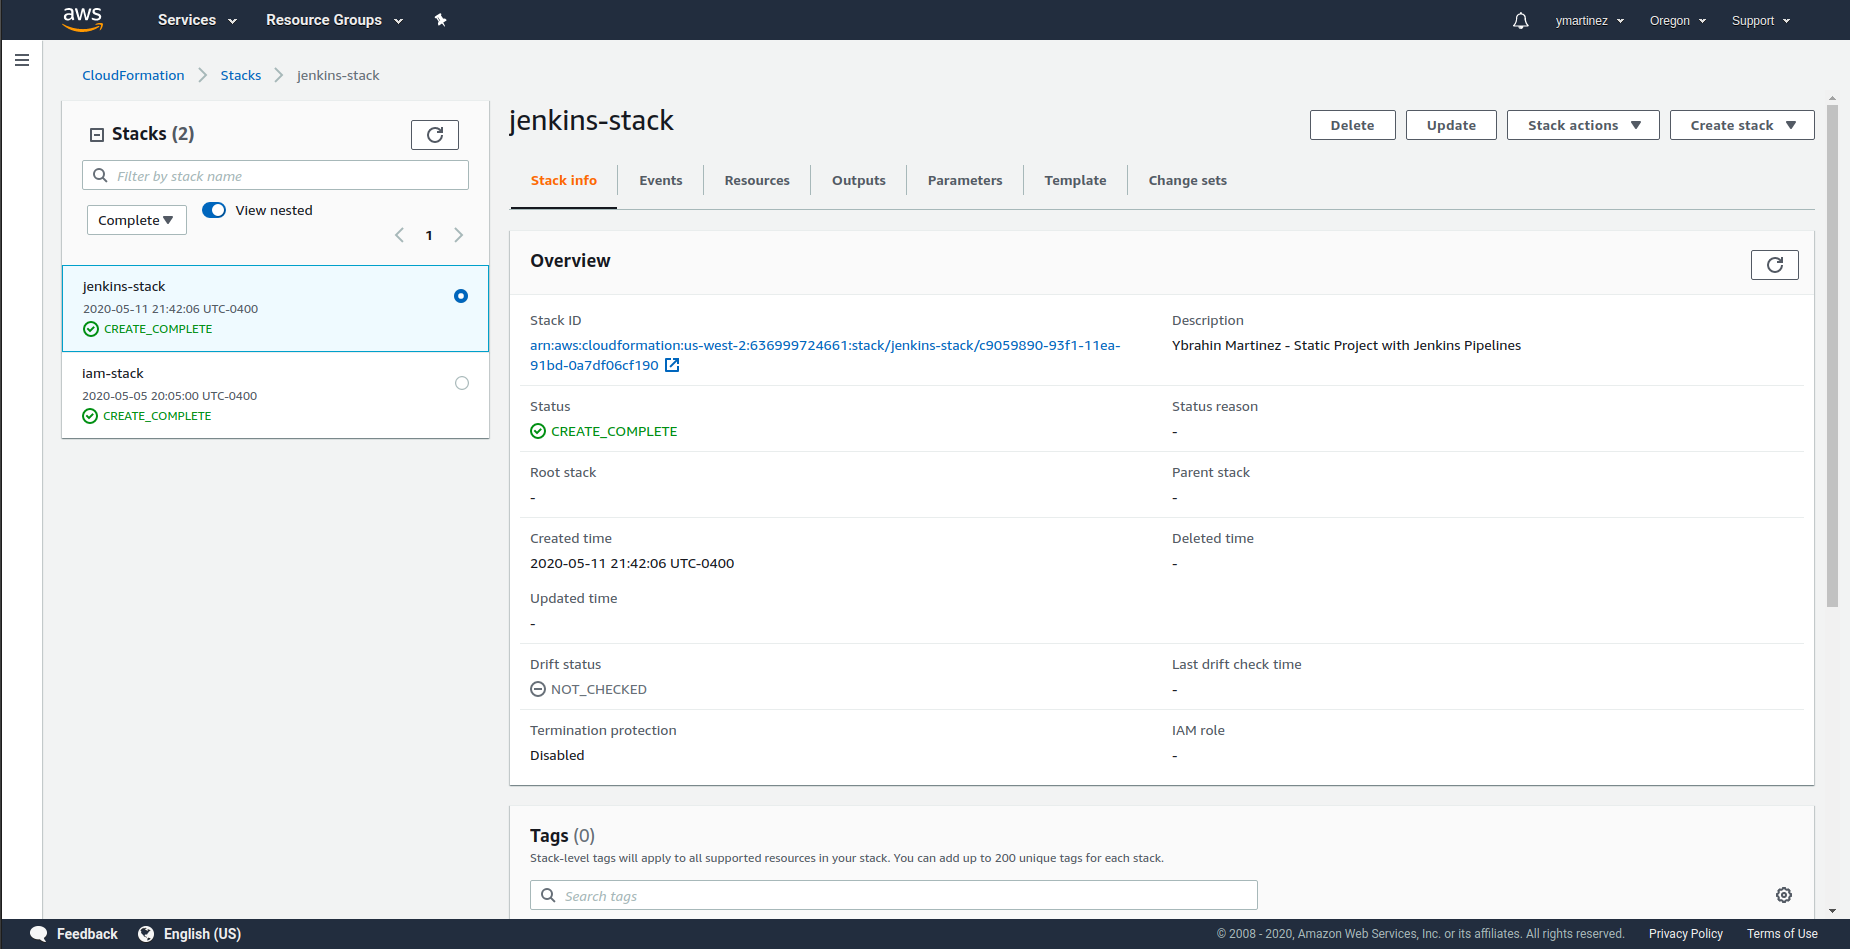 aws
Services
Resource Groups
ymartinez
Oregon
Support
CloudFormation
Stacks
jenkins-stack
Stacks (2)
Filter by stack name
Complete
View nested
1
jenkins-stack
2020-05-11 21:42:06 UTC-0400
CREATE_COMPLETE
iam-stack
2020-05-05 20:05:00 UTC-0400
CREATE_COMPLETE
jenkins-stack
Delete
Update
Stack actions
Create stack
Stack info
Events
Resources
Outputs
Parameters
Template
Change sets
Overview
Stack ID
arn:aws:cloudformation:us-west-2:636999724661:stack/jenkins-stack/c9059890-93f1-11ea-
91bd-0a7df06cf190
Description
Ybrahin Martinez - Static Project with Jenkins Pipelines
Status
CREATE_COMPLETE
Status reason
-
Root stack
-
Parent stack
-
Created time
2020-05-11 21:42:06 UTC-0400
Deleted time
-
Updated time
-
Drift status
NOT_CHECKED
Last drift check time
-
Termination protection
Disabled
IAM role
-
Tags (0)
Stack-level tags will apply to all supported resources in your stack. You can add up to 200 unique tags for each stack.
Search tags
Feedback
English (US)
© 2008 - 2020, Amazon Web Services, Inc. or its affiliates. All rights reserved.
Privacy Policy
Terms of Use